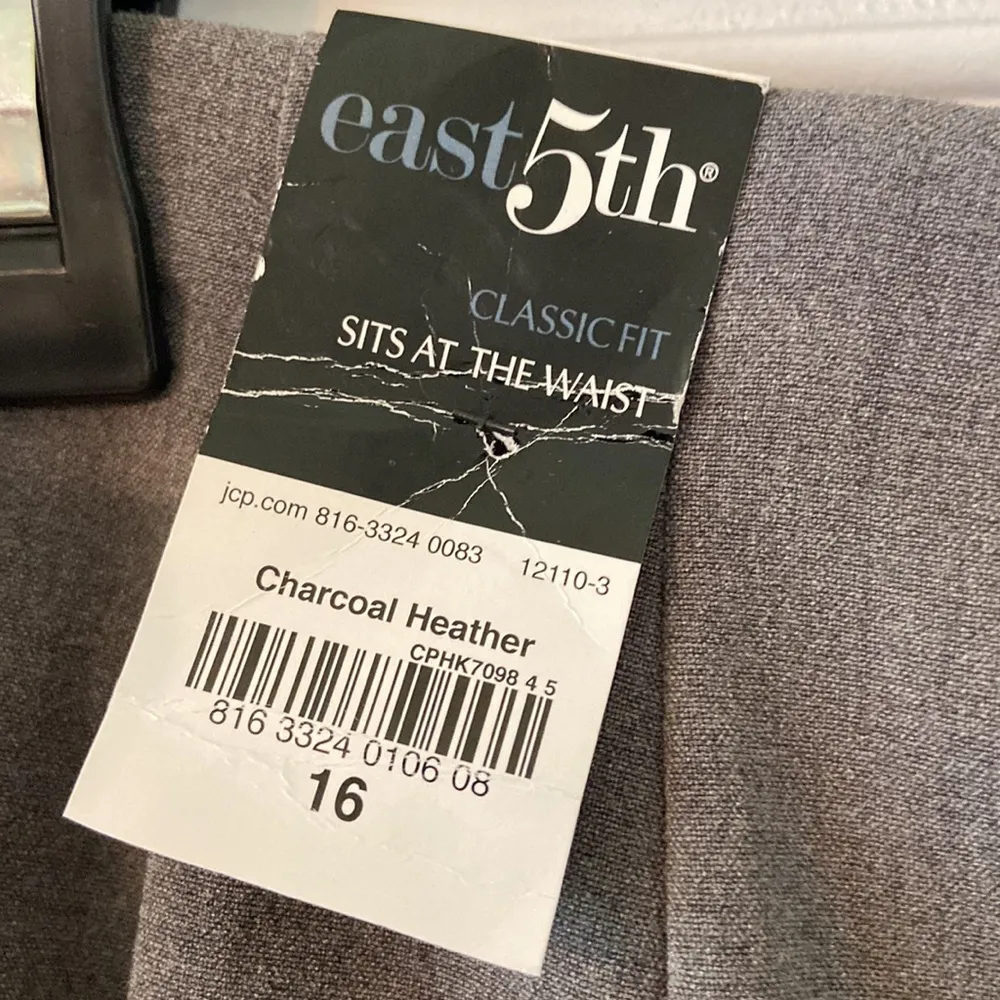 east5th®
CLASSIC FIT
SITS AT THE WAIST
jcp.com 816-3324 0083 12110-3
Charcoal Heather
CPHK7098 4 5
816 3324 0106 08
16